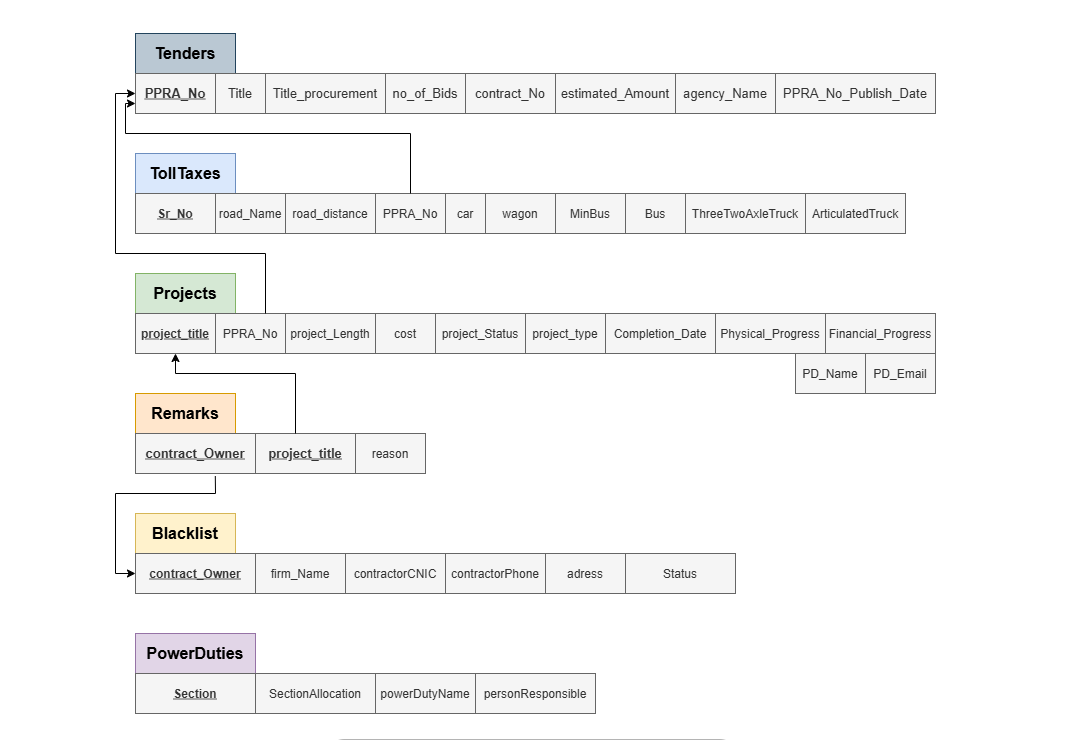 Tenders
PPRA_No Title Title_procurement no_of_Bids contract_No estimated_Amount agency_Name PPRA_No_Publish_Date
TollTaxes
Sr_No road_Name road_distance PPRA_No car wagon MinBus Bus ThreeTwoAxleTruck ArticulatedTruck
Projects
project_title PPRA_No project_Length cost project_Status project_type Completion_Date Physical_Progress Financial_Progress
PD_Name PD_Email
Remarks
contract_Owner project_title reason
Blacklist
contract_Owner firm_Name contractorCNIC contractorPhone adress Status
PowerDuties
Section SectionAllocation powerDutyName personResponsible